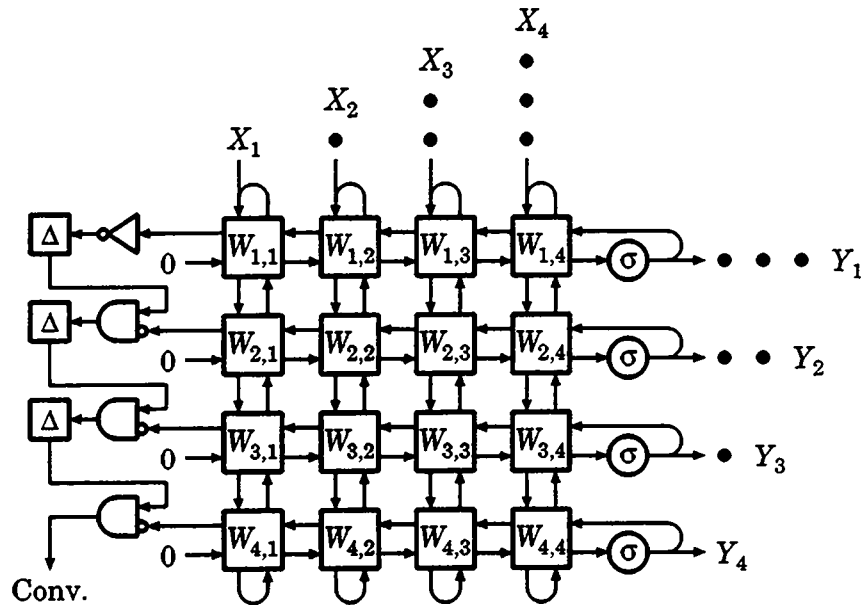 X₄
X₃
X₂
X₁
Δ W₁,₁ W₁,₂ W₁,₃ W₁,₄
0 σ Y₁
Δ W₂,₁ W₂,₂ W₂,₃ W₂,₄
0 σ Y₂
Δ W₃,₁ W₃,₂ W₃,₃ W₃,₄
0 σ Y₃
W₄,₁ W₄,₂ W₄,₃ W₄,₄
0 σ Y₄
Conv.